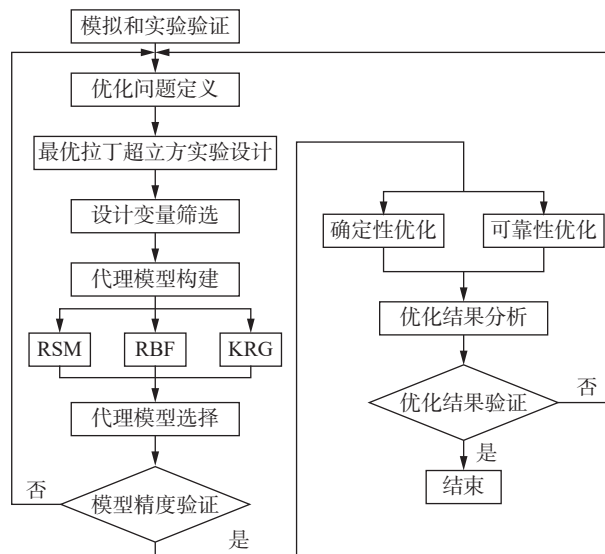 模拟和实验验证
优化问题定义
最优拉丁超立方实验设计
设计变量筛选
代理模型构建
RSM
RBF
KRG
代理模型选择
否
模型精度验证
是
确定性优化
可靠性优化
优化结果分析
优化结果验证
否
是
结束